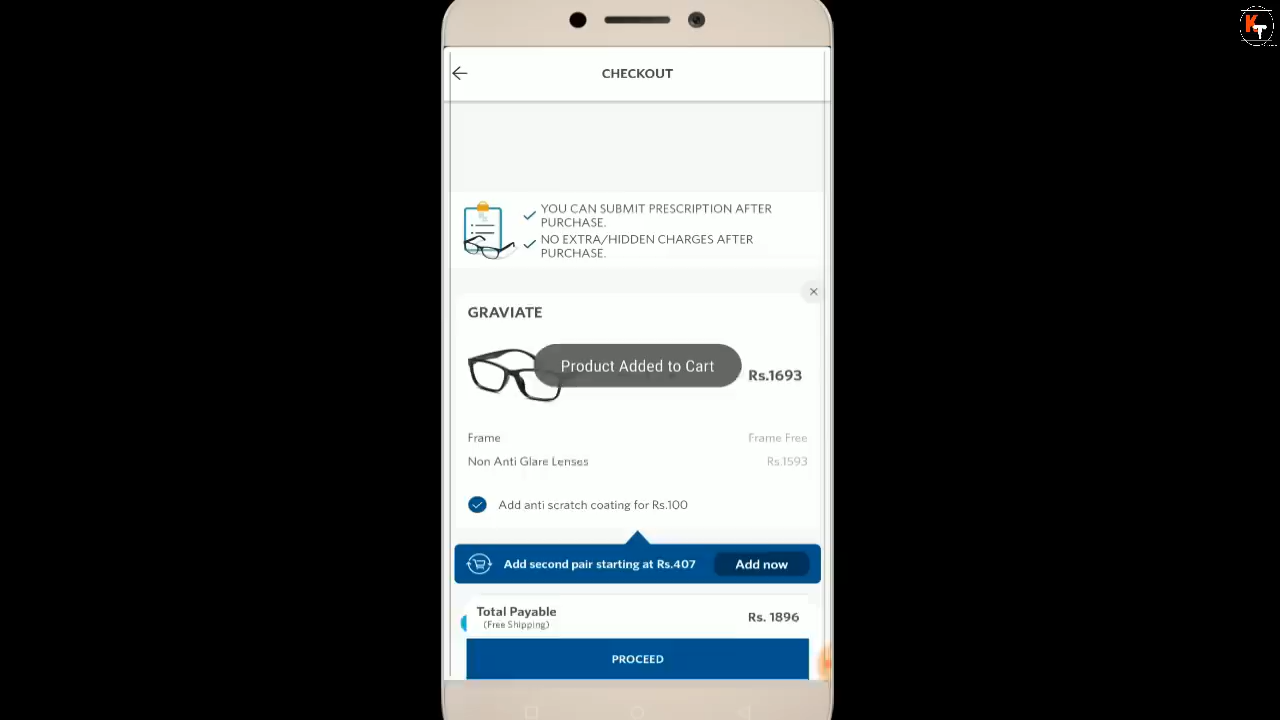 KT
CHECKOUT
YOU CAN SUBMIT PRESCRIPTION AFTER
PURCHASE.
NO EXTRA/HIDDEN CHARGES AFTER
PURCHASE.
GRAVIATE
Product Added to Cart
Rs.1693
Frame Frame Free
Non Anti Glare Lenses Rs.1593
Add anti scratch coating for Rs.100
Add second pair starting at Rs.407 Add now
Total Payable Rs. 1896
(Free Shipping)
PROCEED